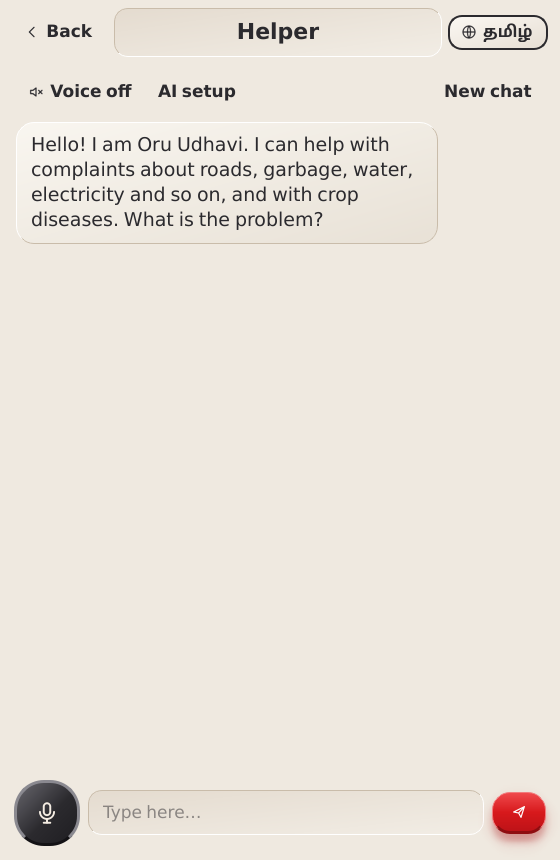 Back
Helper
தமிழ்
Voice off
AI setup
New chat
Hello! I am Oru Udhavi. I can help with
complaints about roads, garbage, water,
electricity and so on, and with crop
diseases. What is the problem?
Type here...